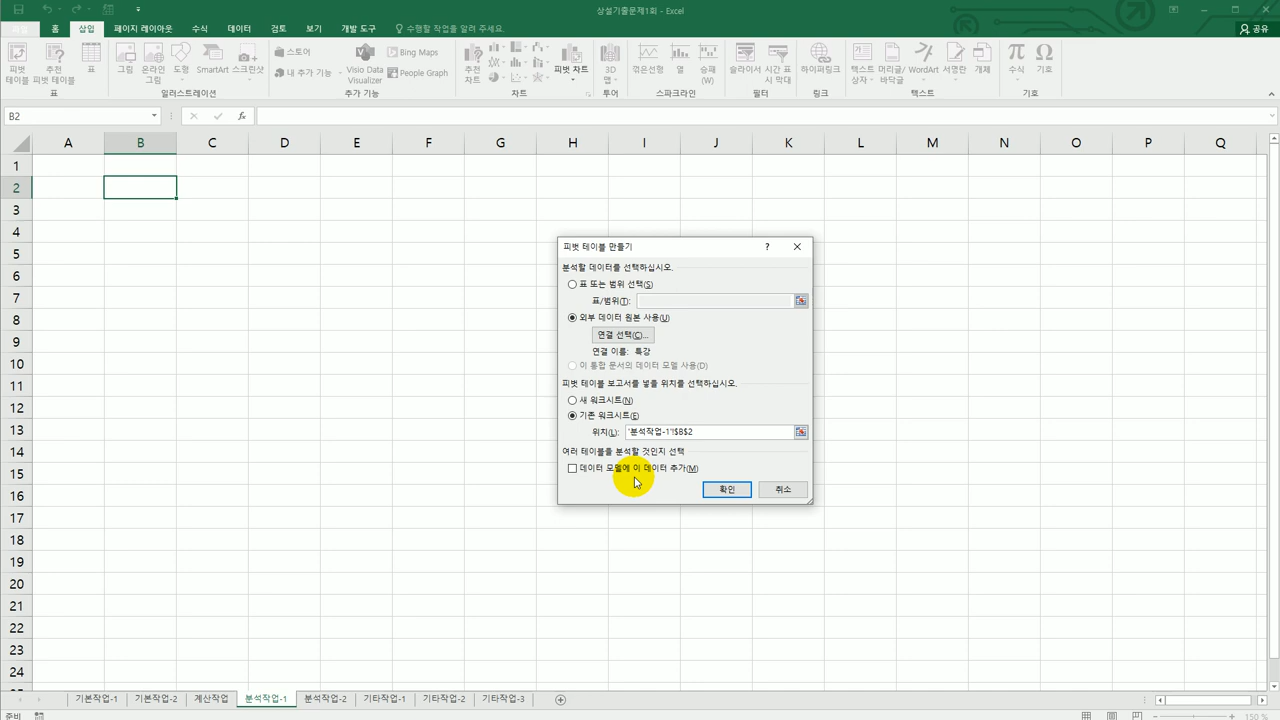 상설기출문제1회 - Excel
홈 삽입 페이지 레이아웃 수식 데이터 검토 보기 개발 도구 수행할 작업을 알려 주세요. 공유
피벗 테이블 추천 피벗 테이블 표 그림 온라인 그림 도형 SmartArt 스크린샷 스토어 내 추가 기능 Visio Data Visualizer Bing Maps People Graph 추천 차트 피벗 차트 3D 맵 꺾은선형 열 승패 (W) 슬라이서 시간 표시 막대 하이퍼링크 텍스트 상자 머리글/바닥글 WordArt 서명란 개체 수식 기호
표 일러스트레이션 추가 기능 차트 투어 스파크라인 필터 링크 텍스트 기호
B2 fx
A B C D E F G H I J K L M N O P Q
1
2
3
4
5
6
7
8
9
10
11
12
13
14
15
16
17
18
19
20
21
22
23
24
피벗 테이블 만들기 ?
분석할 데이터를 선택하십시오.
표 또는 범위 선택(S)
표/범위(T):
외부 데이터 원본 사용(U)
연결 선택(C)...
연결 이름: 특강
이 통합 문서의 데이터 모델 사용(D)
피벗 테이블 보고서를 넣을 위치를 선택하십시오.
새 워크시트(N)
기존 워크시트(E)
위치(L): '분석작업-1'!$B$2
여러 테이블을 분석할 것인지 선택
데이터 모델에 이 데이터 추가(M)
확인 취소
기본작업-1 기본작업-2 계산작업 분석작업-1 분석작업-2 기타작업-1 기타작업-2 기타작업-3
준비 150 %